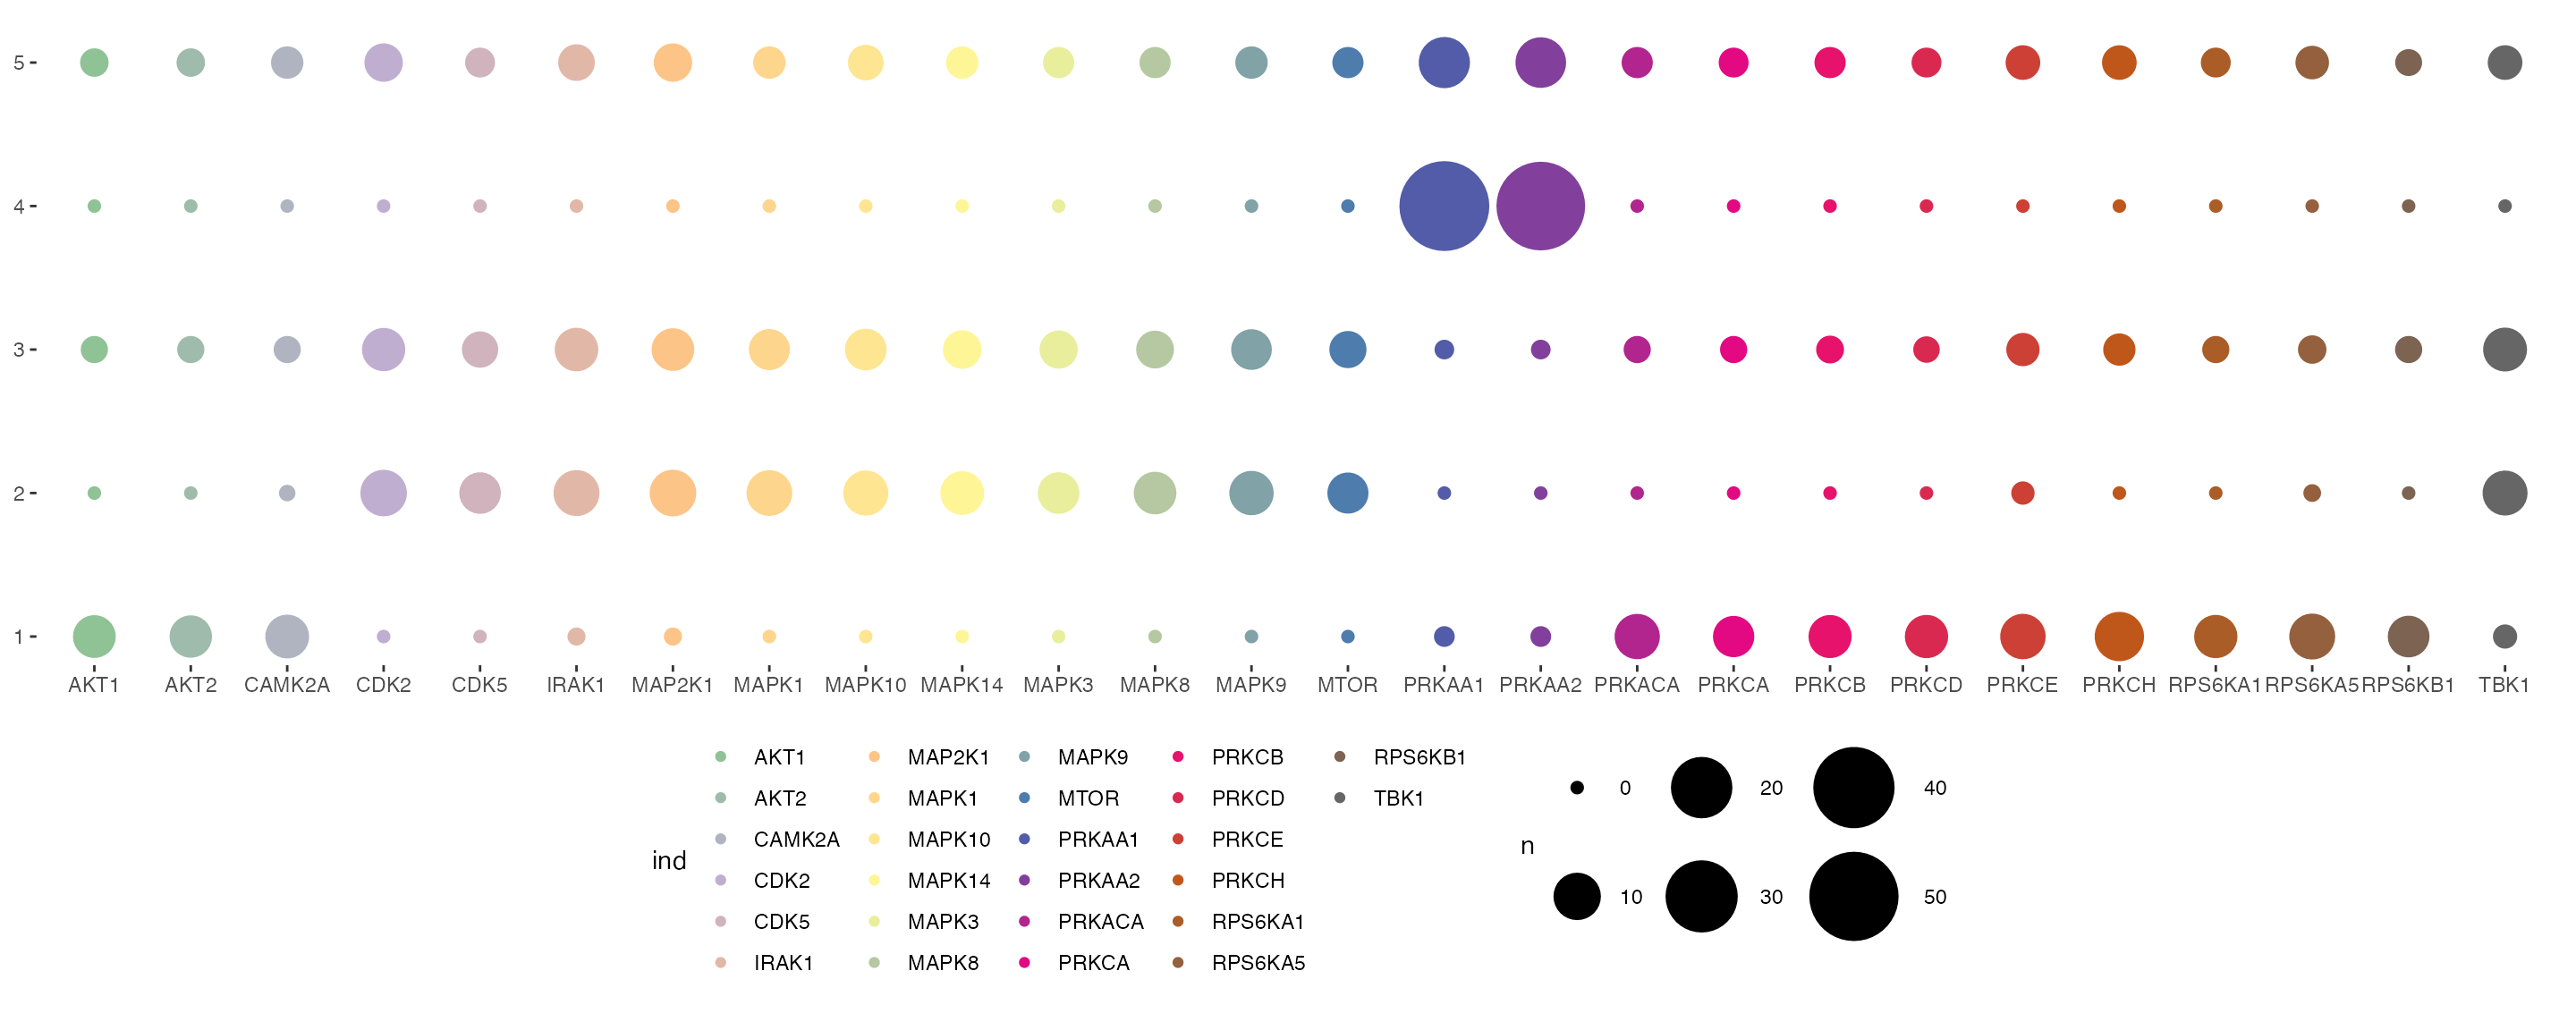 5
4
3
2
1
AKT1 AKT2 CAMK2A CDK2 CDK5 IRAK1 MAP2K1 MAPK1 MAPK10 MAPK14 MAPK3 MAPK8 MAPK9 MTOR PRKAA1 PRKAA2 PRKACA PRKCA PRKCB PRKCD PRKCE PRKCH RPS6KA1 RPS6KA5 RPS6KB1 TBK1
ind
AKT1
AKT2
CAMK2A
CDK2
CDK5
IRAK1
MAP2K1
MAPK1
MAPK10
MAPK14
MAPK3
MAPK8
MAPK9
MTOR
PRKAA1
PRKAA2
PRKACA
PRKCA
PRKCB
PRKCD
PRKCE
PRKCH
RPS6KA1
RPS6KA5
RPS6KB1
TBK1
n
0
10
20
30
40
50